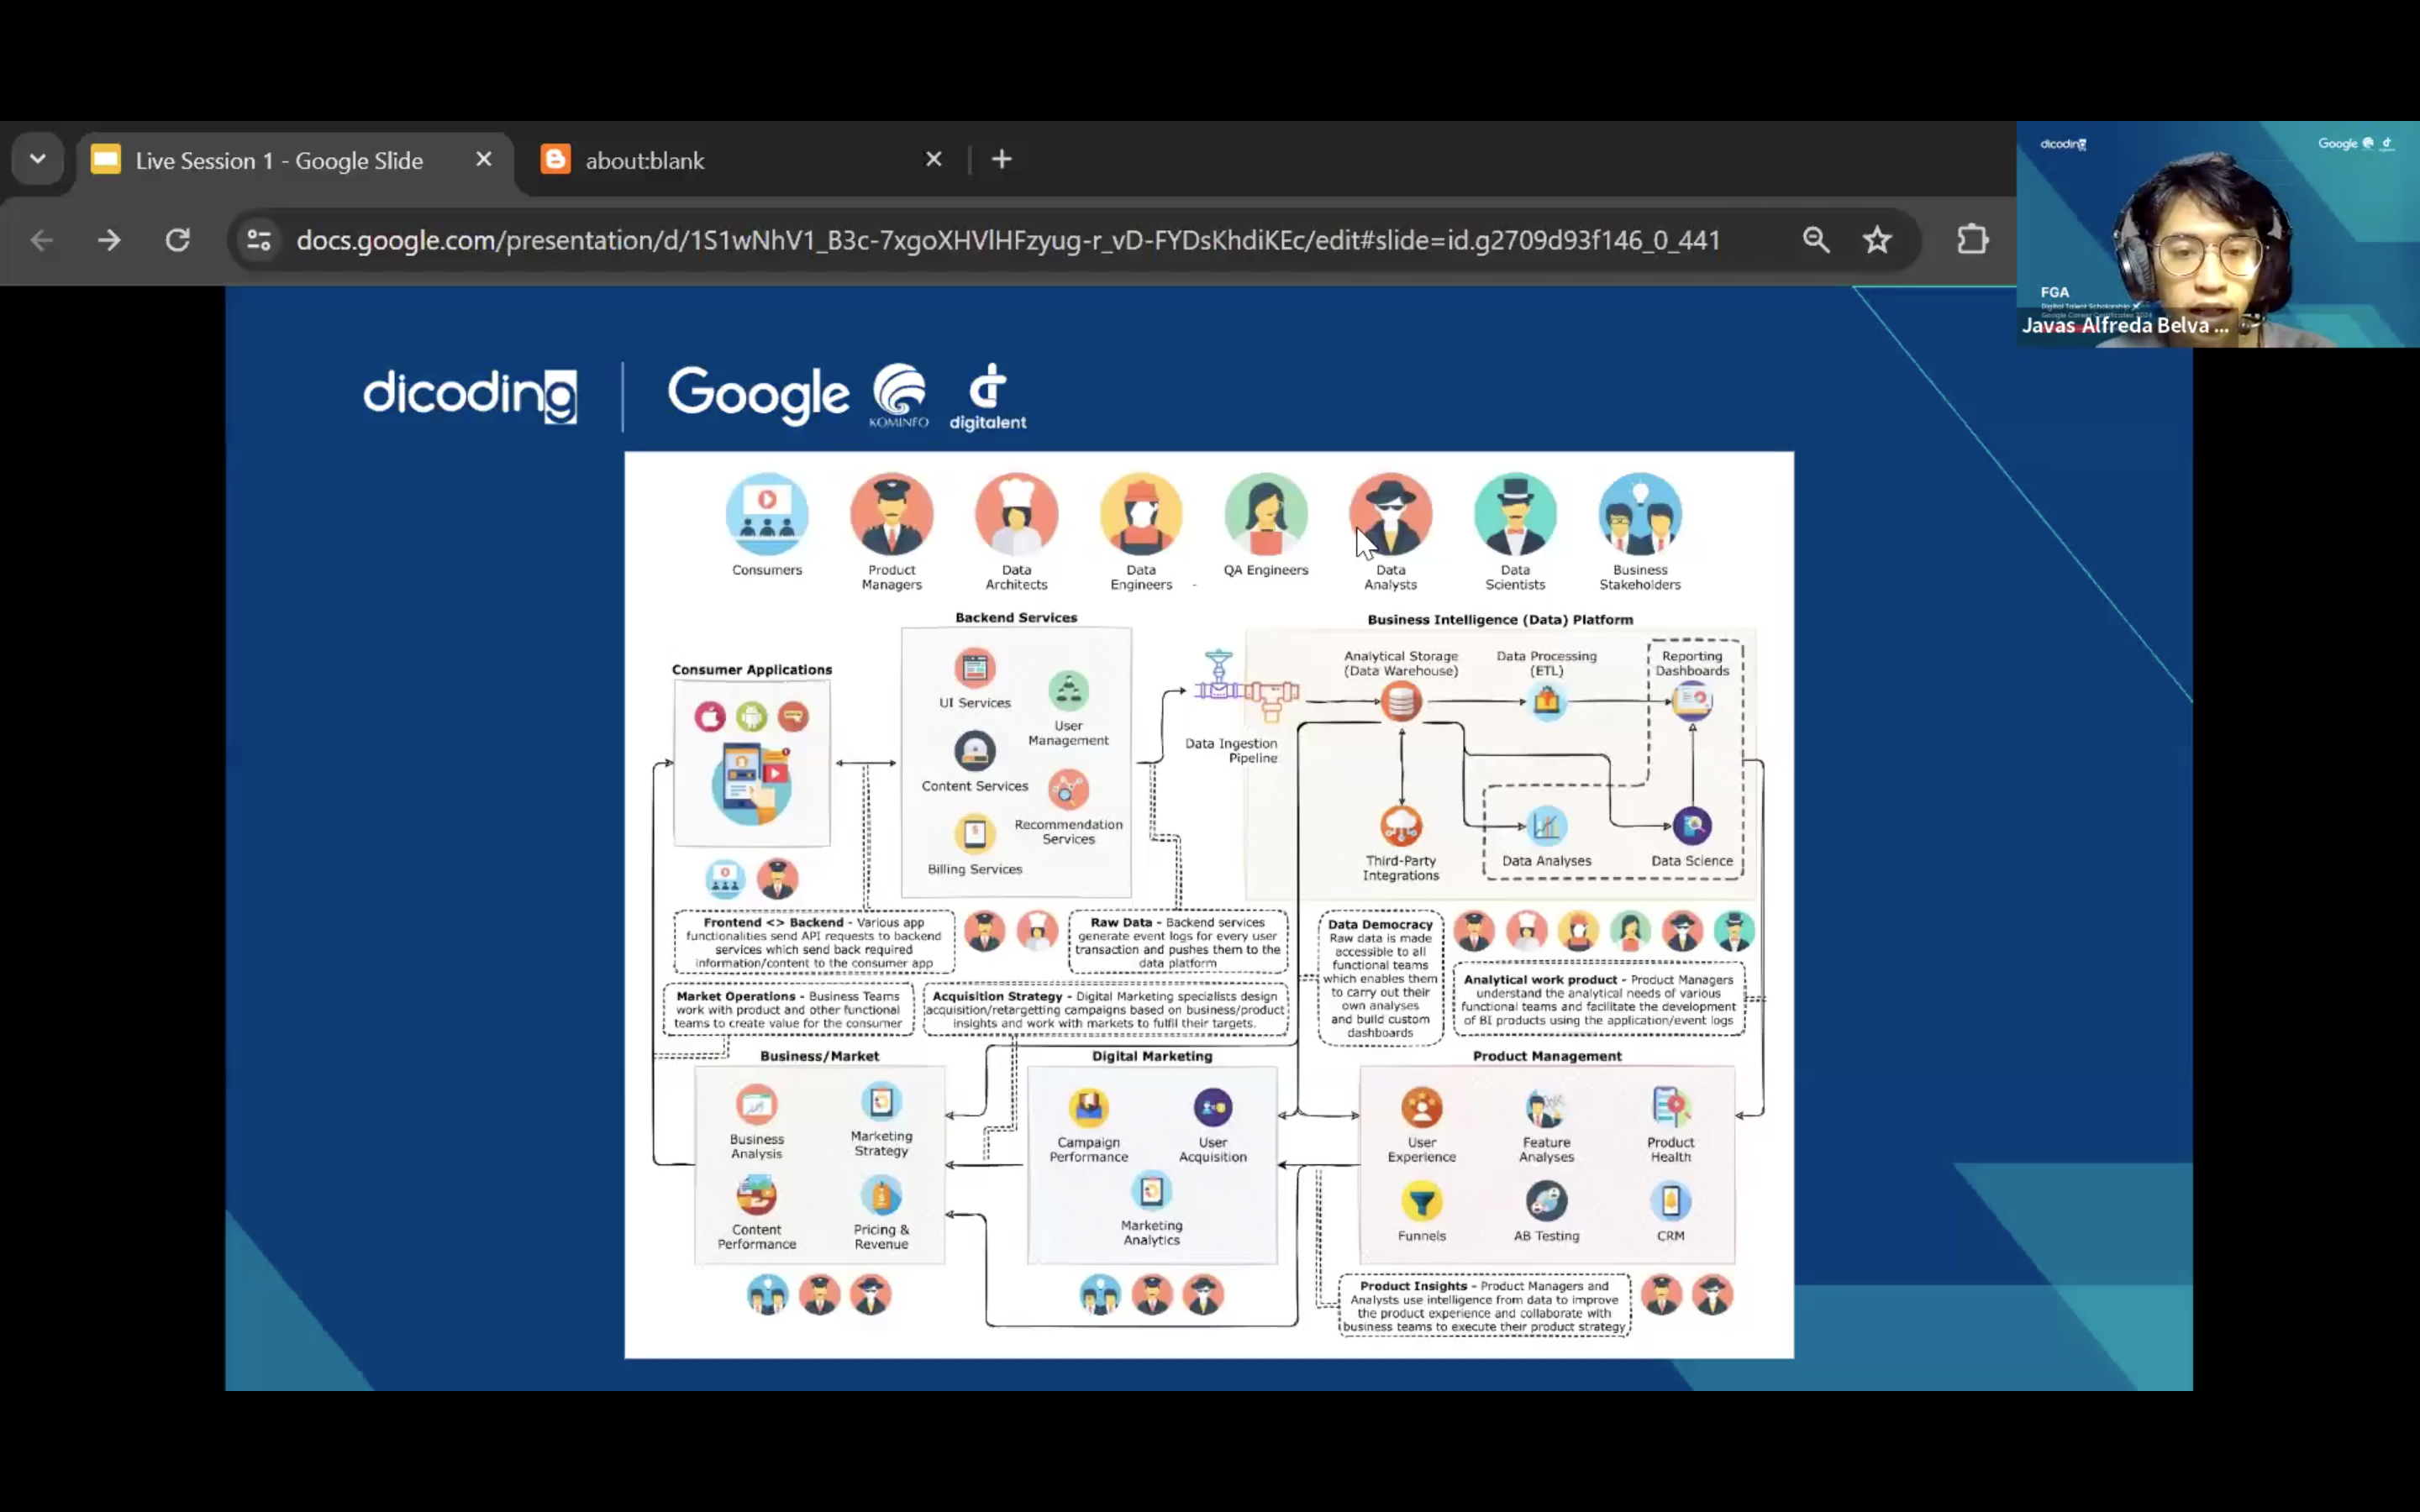 Live Session 1 - Google Slide
about:blank
docs.google.com/presentation/d/1S1wNhV1_B3c-7xgoXHVlHFzyug-r_vD-FYDsKhdiKEc/edit#slide=id.g2709d93f146_0_441
dicoding
Google
FGA
Digital Talent Scholarship
Google Career Certificates 2024
Javas Alfreda Belva ...
dicoding
Google
KOMINFO
digitalent
Consumers
Product
Managers
Data
Architects
Data
Engineers
QA Engineers
Data
Analysts
Data
Scientists
Business
Stakeholders
Consumer Applications
Backend Services
UI Services
User
Management
Content Services
Recommendation
Services
Billing Services
Data Ingestion
Pipeline
Business Intelligence (Data) Platform
Analytical Storage
(Data Warehouse)
Data Processing
(ETL)
Reporting
Dashboards
Third-Party
Integrations
Data Analyses
Data Science
Frontend <> Backend - Various app
functionalities send API requests to backend
services which send back required
information/content to the consumer app
Raw Data - Backend services
generate event logs for every user
transaction and pushes them to the
data platform
Data Democracy
Raw data is made
accessible to all
functional teams
which enables them
to carry out their
own analyses
and build custom
dashboards
Analytical work product - Product Managers
understand the analytical needs of various
functional teams and facilitate the development
of BI products using the application/event logs
Market Operations - Business Teams
work with product and other functional
teams to create value for the consumer
Acquisition Strategy - Digital Marketing specialists design
acquisition/retargetting campaigns based on business/product
insights and work with markets to fulfil their targets.
Business/Market
Business
Analysis
Marketing
Strategy
Content
Performance
Pricing &
Revenue
Digital Marketing
Campaign
Performance
User
Acquisition
Marketing
Analytics
Product Management
User
Experience
Feature
Analyses
Product
Health
Funnels
AB Testing
CRM
Product Insights - Product Managers and
Analysts use intelligence from data to improve
the product experience and collaborate with
business teams to execute their product strategy